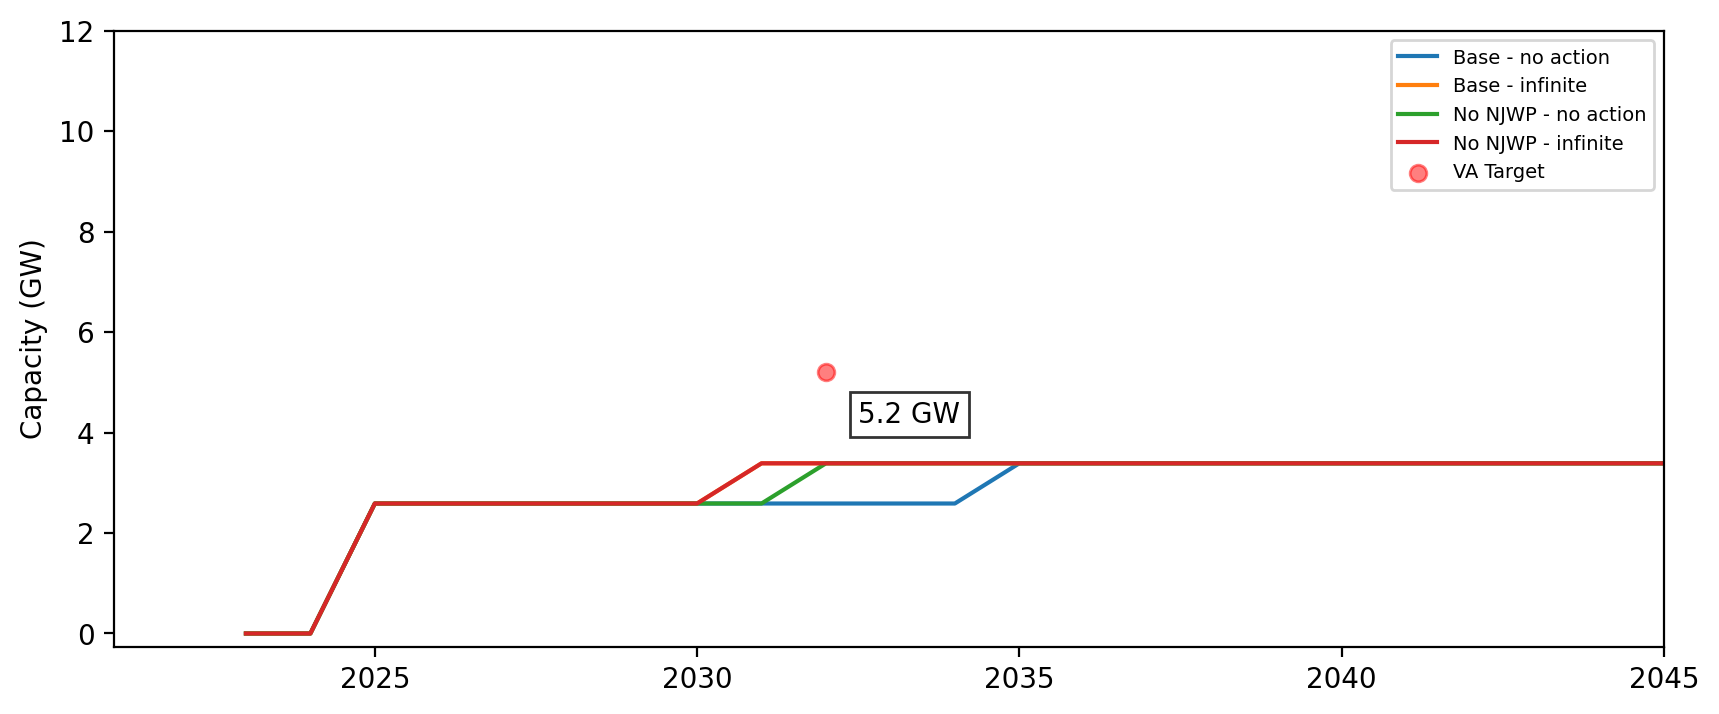 12
10
8
6
4
2
0
Capacity (GW)
Base - no action
Base - infinite
No NJWP - no action
No NJWP - infinite
VA Target
5.2 GW
2025
2030
2035
2040
2045